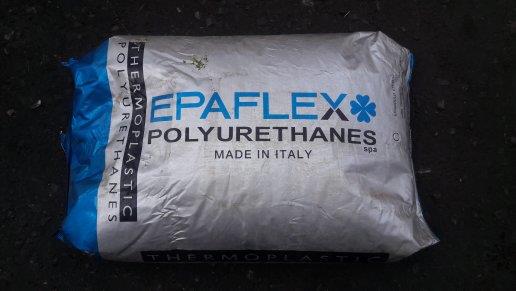 THERMOPLASTIC
POLYURETHANES
EPAFLEX
POLYURETHANES
spa
MADE IN ITALY
THERMOPLASTIC